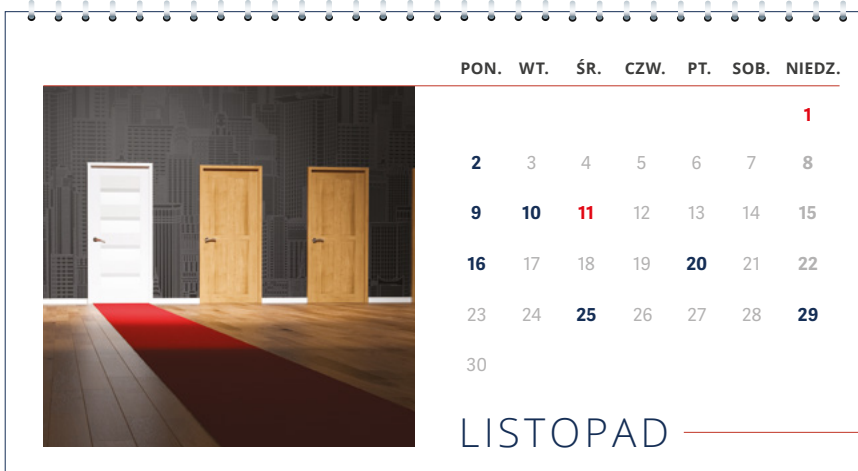 PON. WT. ŚR. CZW. PT. SOB. NIEDZ.
1
2 3 4 5 6 7 8
9 10 11 12 13 14 15
16 17 18 19 20 21 22
23 24 25 26 27 28 29
30
LISTOPAD